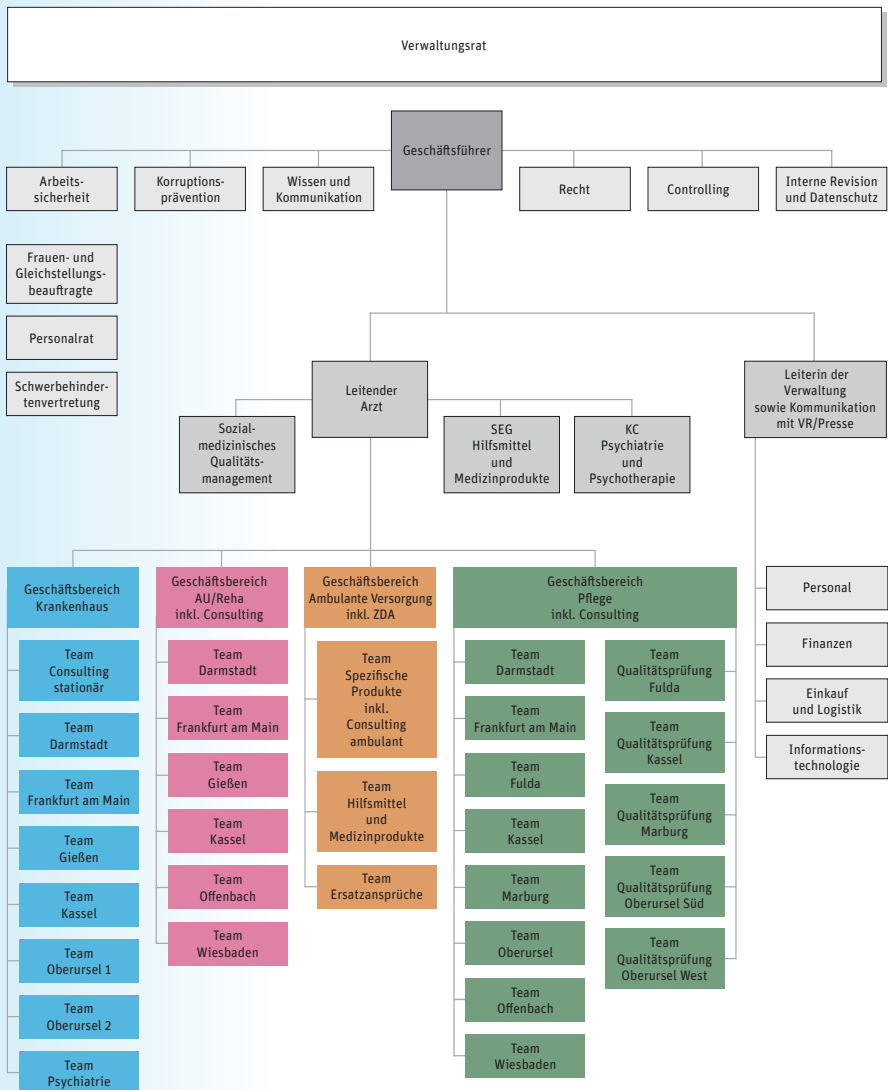 Verwaltungsrat
Geschäftsführer
Arbeits-
sicherheit
Korruptions-
prävention
Wissen und
Kommunikation
Recht
Controlling
Interne Revision
und Datenschutz
Frauen- und
Gleichstellungs-
beauftragte
Personalrat
Schwerbehinder-
tenvertretung
Leitender
Arzt
Leiterin der
Verwaltung
sowie Kommunikation
mit VR/Presse
Sozial-
medizinisches
Qualitäts-
management
SEG
Hilfsmittel
und
Medizinprodukte
KC
Psychiatrie
und
Psychotherapie
Geschäftsbereich
Krankenhaus
Team
Consulting
stationär
Team
Darmstadt
Team
Frankfurt am Main
Team
Gießen
Team
Kassel
Team
Oberursel 1
Team
Oberursel 2
Team
Psychiatrie
Geschäftsbereich
AU/Reha
inkl. Consulting
Team
Darmstadt
Team
Frankfurt am Main
Team
Gießen
Team
Kassel
Team
Offenbach
Team
Wiesbaden
Geschäftsbereich
Ambulante Versorgung
inkl. ZDA
Team
Spezifische
Produkte
inkl.
Consulting
ambulant
Team
Hilfsmittel
und
Medizinprodukte
Team
Ersatzansprüche
Geschäftsbereich
Pflege
inkl. Consulting
Team
Darmstadt
Team
Frankfurt am Main
Team
Fulda
Team
Kassel
Team
Marburg
Team
Oberursel
Team
Offenbach
Team
Wiesbaden
Team
Qualitätsprüfung
Fulda
Team
Qualitätsprüfung
Kassel
Team
Qualitätsprüfung
Marburg
Team
Qualitätsprüfung
Oberursel Süd
Team
Qualitätsprüfung
Oberursel West
Personal
Finanzen
Einkauf
und Logistik
Informations-
technologie